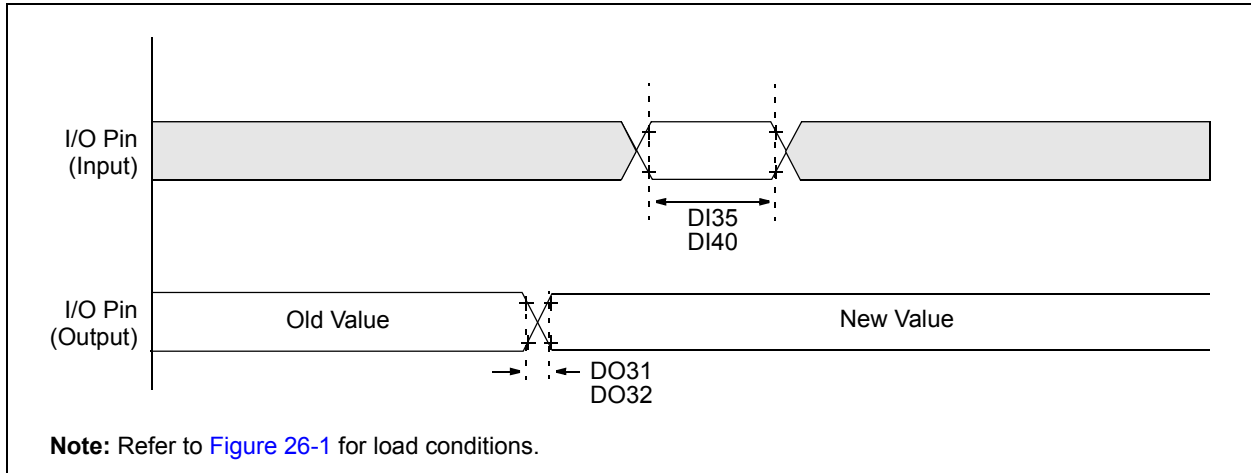 I/O Pin
(Input)
DI35
DI40
I/O Pin
(Output)
Old Value
New Value
DO31
DO32
Note: Refer to Figure 26-1 for load conditions.